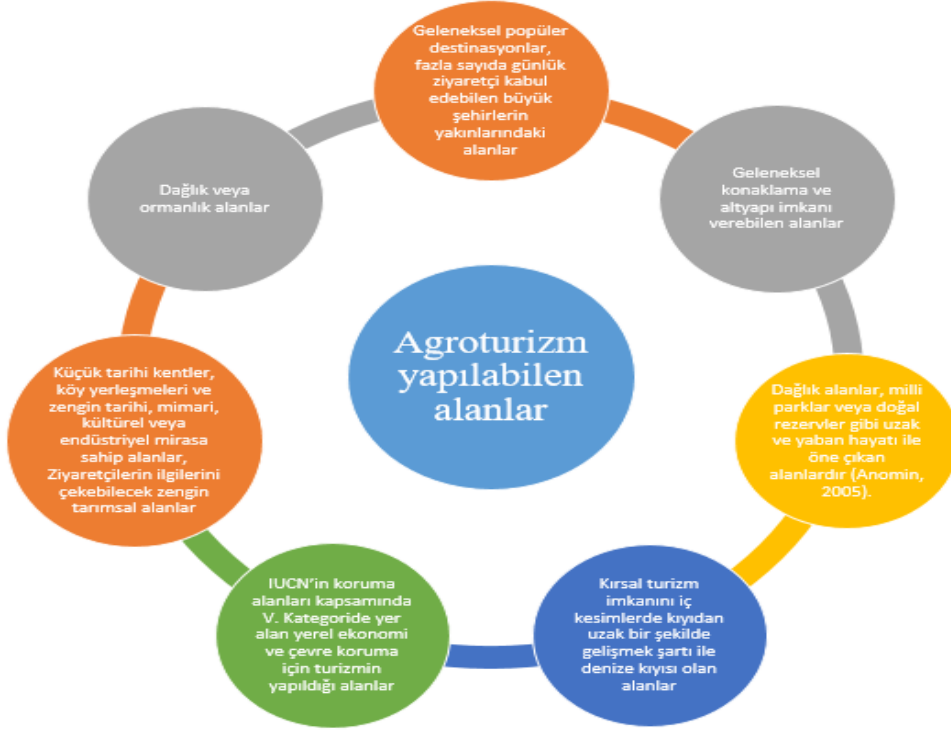 Geleneksel popüler
destinasyonlar,
fazla sayıda günlük
ziyaretçi kabul
edebilen büyük
şehirlerin
yakınlarındaki
alanlar
Geleneksel
konaklama ve
altyapı imkanı
verebilen alanlar
Dağlık alanlar, milli
parklar veya doğal
rezervler gibi uzak
ve yaban hayatı ile
öne çıkan
alanlardır (Anomin,
2005).
Kırsal turizm
imkanını iç
kesimlerde kıyıdan
uzak bir şekilde
gelişmek şartı ile
denize kıyısı olan
alanlar
IUCN’in koruma
alanları kapsamında
V. Kategoride yer
alan yerel ekonomi
ve çevre koruma
için turizmin
yapıldığı alanlar
Küçük tarihi kentler,
köy yerleşmeleri ve
zengin tarihi, mimari,
kültürel veya
endüstriyel mirasa
sahip alanlar,
Ziyaretçilerin ilgilerini
çekebilecek zengin
tarımsal alanlar
Dağlık veya
ormanlık alanlar
Agroturizm
yapılabilen
alanlar